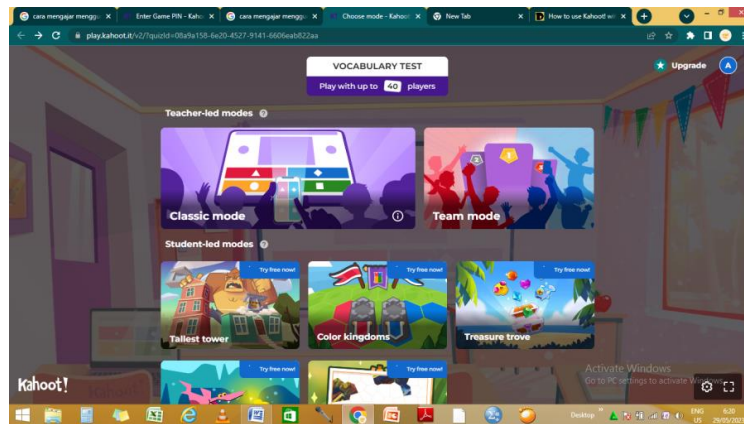 cara mengajar menggu
Enter Game PIN - Kaho
cara mengajar menggu
Choose mode - Kahoot
New Tab
How to use Kahoot! wi
play.kahoot.it/v2/?quizId=08a9a158-6e20-4527-9141-6606eab822aa
VOCABULARY TEST
Play with up to 40 players
Upgrade
A
Teacher-led modes
Classic mode
Team mode
Student-led modes
Try free now!
Try free now!
Try free now!
Tallest tower
Color kingdoms
Treasure trove
Try free now!
Try free now!
Activate Windows
Go to PC settings to activate Windows.
Kahoot!
Desktop
ENG
US
6:20